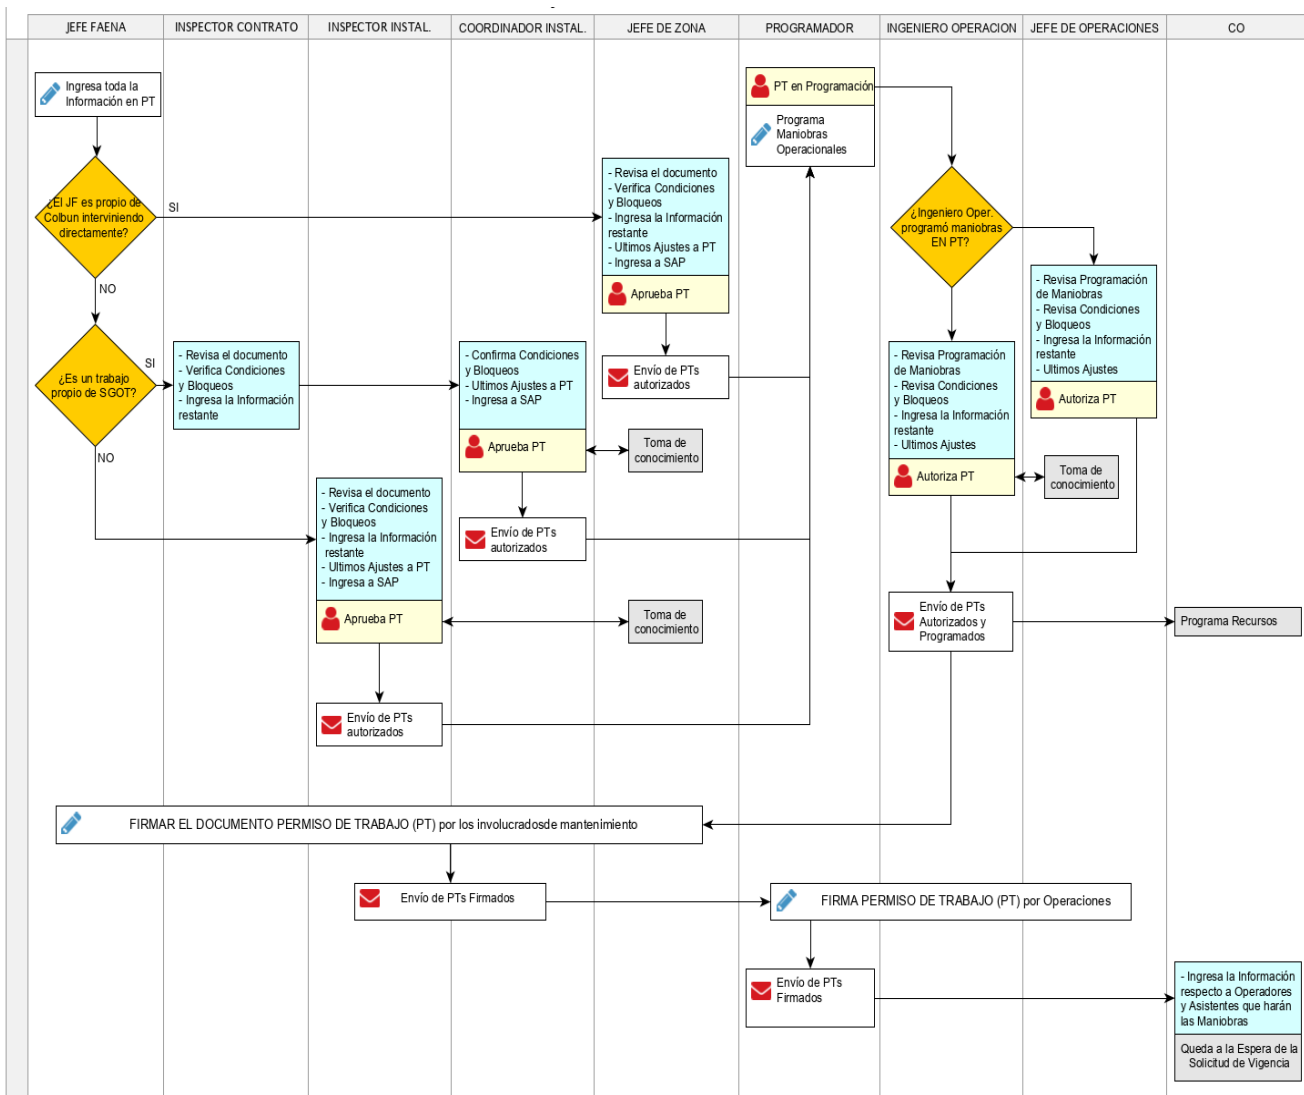 JEFE FAENA
INSPECTOR CONTRATO
INSPECTOR INSTAL.
COORDINADOR INSTAL.
JEFE DE ZONA
PROGRAMADOR
INGENIERO OPERACION
JEFE DE OPERACIONES
CO
Ingresa toda la
Información en PT
¿El JF es propio de
Colbun interviniendo
directamente?
SI
NO
¿Es un trabajo
propio de SGOT?
SI
NO
- Revisa el documento
- Verifica Condiciones
y Bloqueos
- Ingresa la Información
restante
- Revisa el documento
- Verifica Condiciones
y Bloqueos
- Ingresa la Información
restante
- Ultimos Ajustes a PT
- Ingresa a SAP
Aprueba PT
Envío de PTs
autorizados
- Confirma Condiciones
y Bloqueos
- Ultimos Ajustes a PT
- Ingresa a SAP
Aprueba PT
Envío de PTs
autorizados
- Revisa el documento
- Verifica Condiciones
y Bloqueos
- Ingresa la Información
restante
- Ultimos Ajustes a PT
- Ingresa a SAP
Aprueba PT
Envío de PTs
autorizados
Toma de
conocimiento
Toma de
conocimiento
PT en Programación
Programa
Maniobras
Operacionales
¿Ingeniero Oper.
programó maniobras
EN PT?
- Revisa Programación
de Maniobras
- Revisa Condiciones
y Bloqueos
- Ingresa la Información
restante
- Ultimos Ajustes
Autoriza PT
- Revisa Programación
de Maniobras
- Revisa Condiciones
y Bloqueos
- Ingresa la Información
restante
- Ultimos Ajustes
Autoriza PT
Toma de
conocimiento
Envío de PTs
Autorizados y
Programados
Programa Recursos
FIRMAR EL DOCUMENTO PERMISO DE TRABAJO (PT) por los involucradosde mantenimiento
Envío de PTs Firmados
FIRMA PERMISO DE TRABAJO (PT) por Operaciones
Envío de PTs
Firmados
- Ingresa la Información
respecto a Operadores
y Asistentes que harán
las Maniobras
Queda a la Espera de la
Solicitud de Vigencia